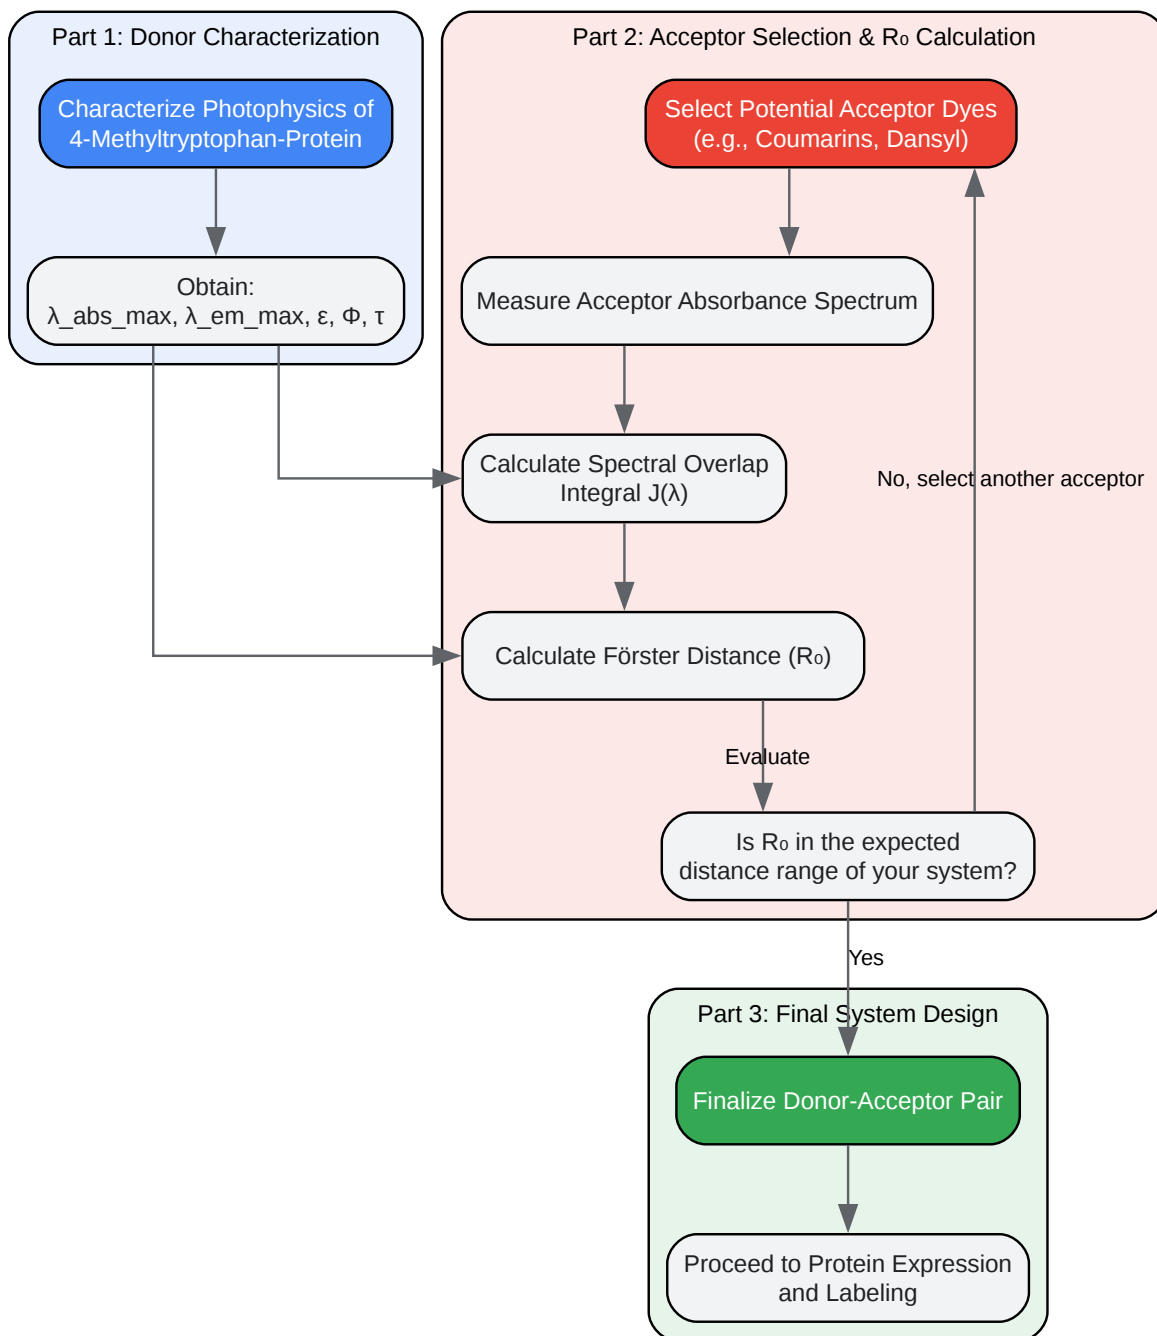 Part 1: Donor Characterization
Characterize Photophysics of
4-Methyltryptophan-Protein
Obtain:
λ_abs_max, λ_em_max, ε, Φ, τ
Part 2: Acceptor Selection & R₀ Calculation
Select Potential Acceptor Dyes
(e.g., Coumarins, Dansyl)
Measure Acceptor Absorbance Spectrum
Calculate Spectral Overlap
Integral J(λ)
No, select another acceptor
Calculate Förster Distance (R₀)
Evaluate
Is R₀ in the expected
distance range of your system?
Yes
Part 3: Final System Design
Finalize Donor-Acceptor Pair
Proceed to Protein Expression
and Labeling